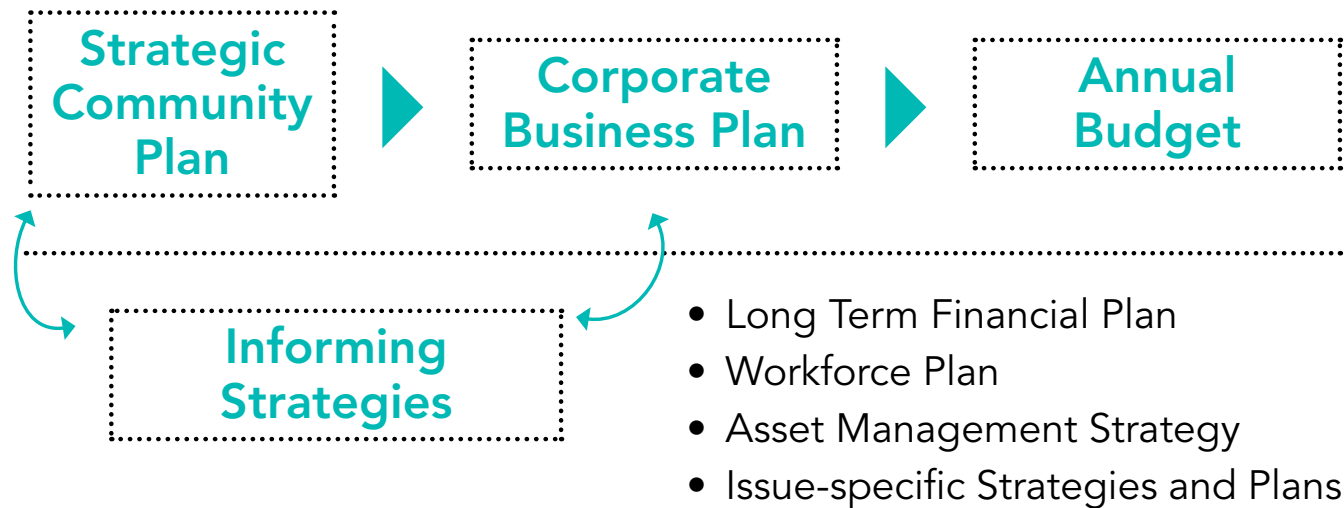 Strategic
Community
Plan
Corporate
Business Plan
Annual
Budget
Informing
Strategies
• Long Term Financial Plan
• Workforce Plan
• Asset Management Strategy
• Issue-specific Strategies and Plans